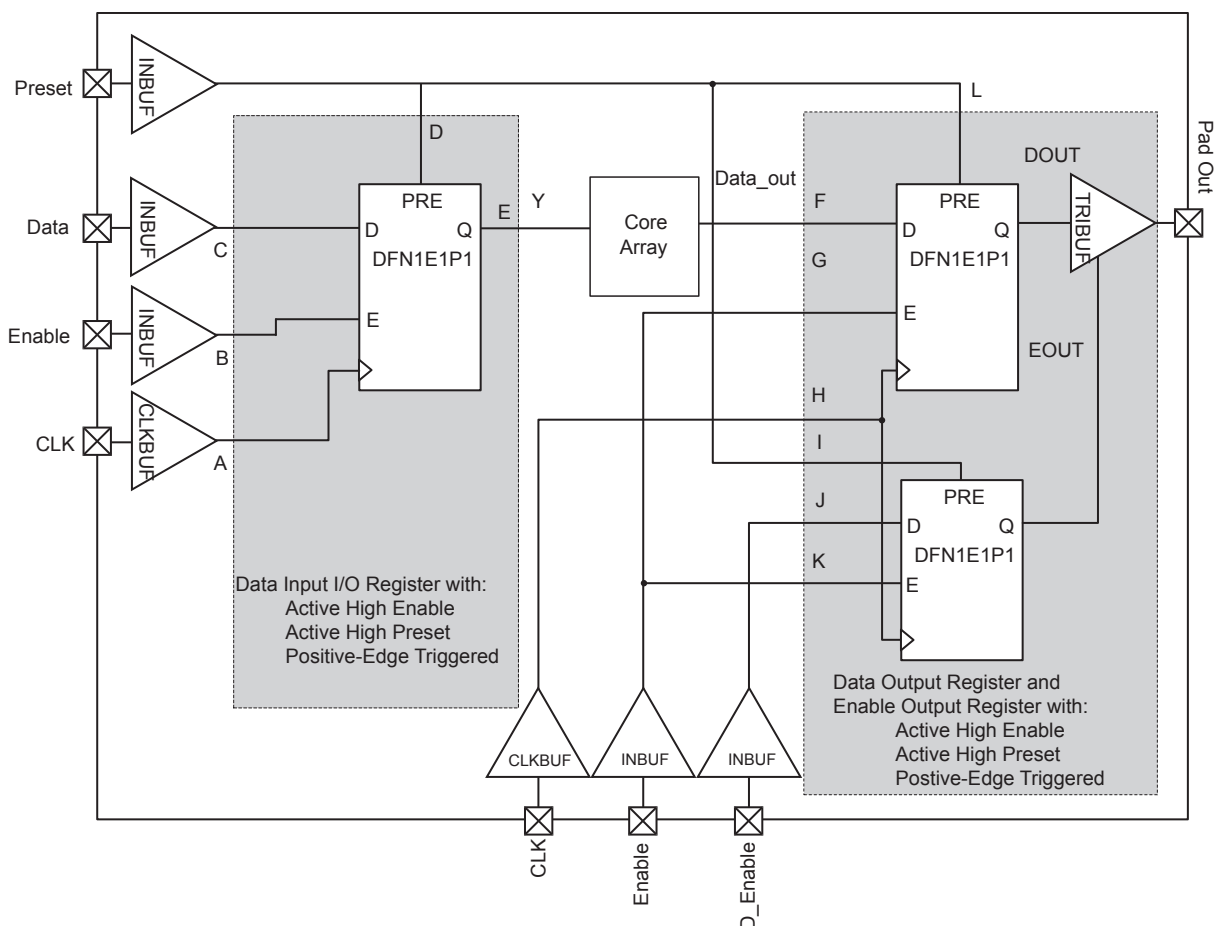 Preset
INBUF
L
D
Pad Out
DOUT
Data
INBUF
C
PRE
D
Q
DFN1E1P1
E
E
Y
Core
Array
Data_out
F
G
PRE
D
Q
DFN1E1P1
E
TRIBUF
EOUT
Enable
INBUF
B
CLK
CLKBUF
A
H
I
J
K
PRE
D
Q
DFN1E1P1
E
Data Input I/O Register with:
Active High Enable
Active High Preset
Positive-Edge Triggered
Data Output Register and
Enable Output Register with:
Active High Enable
Active High Preset
Postive-Edge Triggered
CLKBUF
INBUF
INBUF
CLK
Enable
D_Enable